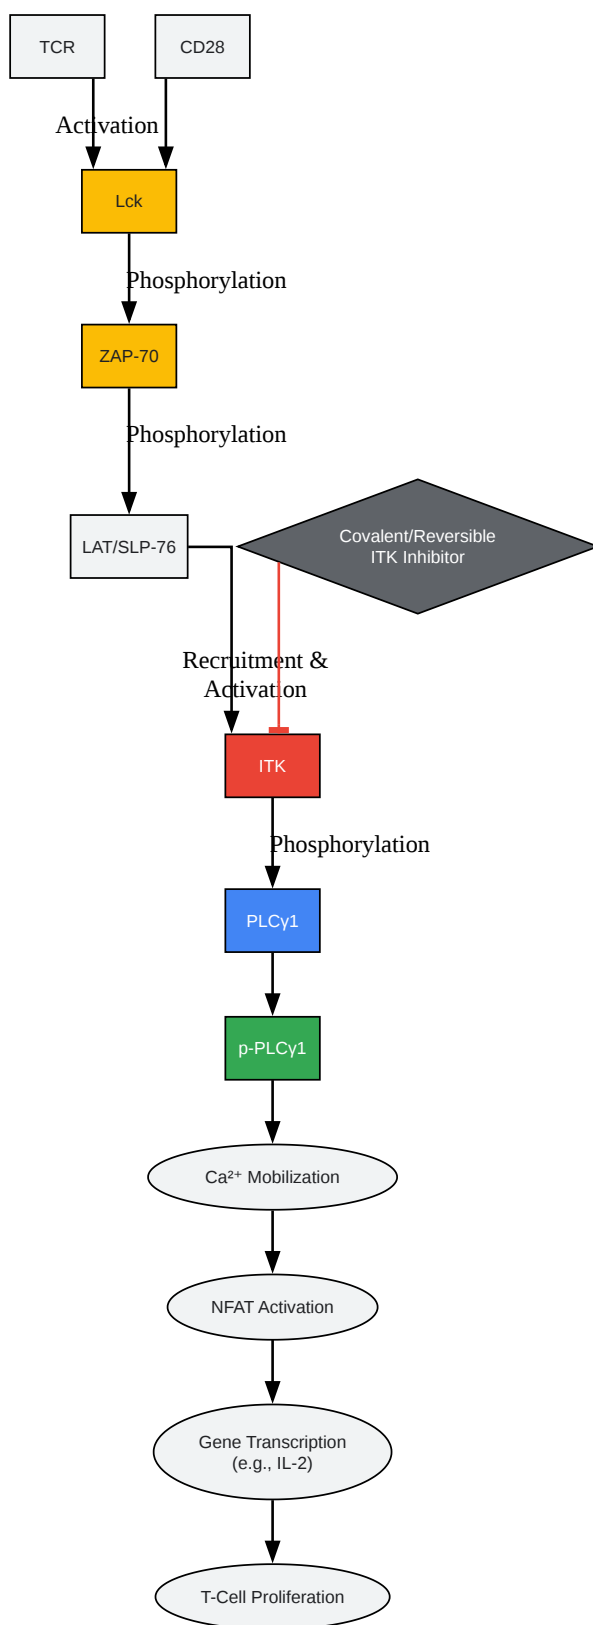 TCR
CD28
Activation
Lck
Phosphorylation
ZAP-70
Phosphorylation
LAT/SLP-76
Covalent/Reversible
ITK Inhibitor
Recruitment &
Activation
ITK
Phosphorylation
PLCγ1
p-PLCγ1
Ca²⁺ Mobilization
NFAT Activation
Gene Transcription
(e.g., IL-2)
T-Cell Proliferation